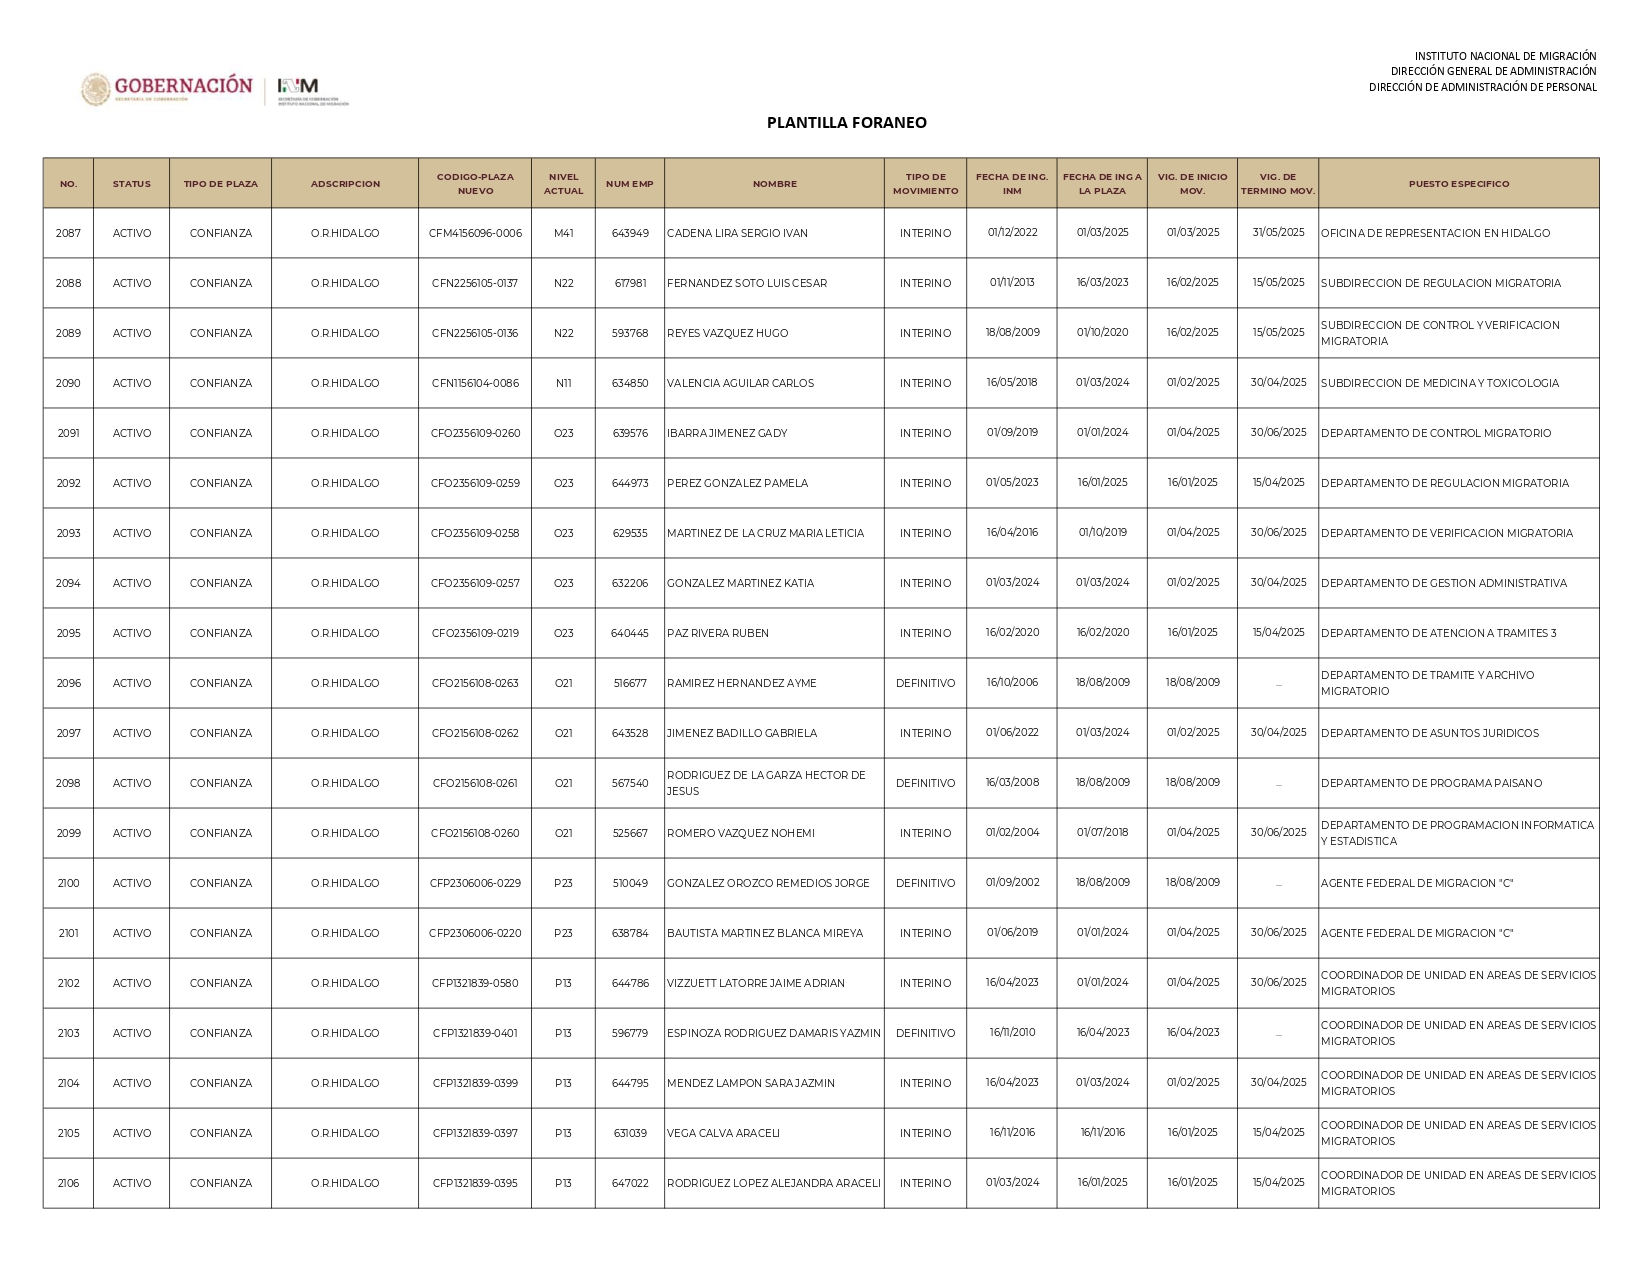 INSTITUTO NACIONAL DE MIGRACIÓN
DIRECCIÓN GENERAL DE ADMINISTRACIÓN
DIRECCIÓN DE ADMINISTRACIÓN DE PERSONAL
GOBERNACIÓN
SECRETARÍA DE GOBERNACIÓN
INM
SECRETARÍA DE GOBERNACIÓN
INSTITUTO NACIONAL DE MIGRACIÓN
PLANTILLA FORANEO
NO. STATUS TIPO DE PLAZA ADSCRIPCION CODIGO-PLAZA NUEVO NIVEL ACTUAL NUM EMP NOMBRE TIPO DE MOVIMIENTO FECHA DE ING. INM FECHA DE ING A LA PLAZA VIG. DE INICIO MOV. VIG. DE TERMINO MOV. PUESTO ESPECIFICO
2087 ACTIVO CONFIANZA O.R.HIDALGO CFM4156096-0006 M41 643949 CADENA LIRA SERGIO IVAN INTERINO 01/12/2022 01/03/2025 01/03/2025 31/05/2025 OFICINA DE REPRESENTACION EN HIDALGO
2088 ACTIVO CONFIANZA O.R.HIDALGO CFN2256105-0137 N22 617981 FERNANDEZ SOTO LUIS CESAR INTERINO 01/11/2013 16/03/2023 16/02/2025 15/05/2025 SUBDIRECCION DE REGULACION MIGRATORIA
2089 ACTIVO CONFIANZA O.R.HIDALGO CFN2256105-0136 N22 593768 REYES VAZQUEZ HUGO INTERINO 18/08/2009 01/10/2020 16/02/2025 15/05/2025 SUBDIRECCION DE CONTROL Y VERIFICACION MIGRATORIA
2090 ACTIVO CONFIANZA O.R.HIDALGO CFN1156104-0086 N11 634850 VALENCIA AGUILAR CARLOS INTERINO 16/05/2018 01/03/2024 01/02/2025 30/04/2025 SUBDIRECCION DE MEDICINA Y TOXICOLOGIA
2091 ACTIVO CONFIANZA O.R.HIDALGO CFO2356109-0260 O23 639576 IBARRA JIMENEZ GADY INTERINO 01/09/2019 01/01/2024 01/04/2025 30/06/2025 DEPARTAMENTO DE CONTROL MIGRATORIO
2092 ACTIVO CONFIANZA O.R.HIDALGO CFO2356109-0259 O23 644973 PEREZ GONZALEZ PAMELA INTERINO 01/05/2023 16/01/2025 16/01/2025 15/04/2025 DEPARTAMENTO DE REGULACION MIGRATORIA
2093 ACTIVO CONFIANZA O.R.HIDALGO CFO2356109-0258 O23 629535 MARTINEZ DE LA CRUZ MARIA LETICIA INTERINO 16/04/2016 01/10/2019 01/04/2025 30/06/2025 DEPARTAMENTO DE VERIFICACION MIGRATORIA
2094 ACTIVO CONFIANZA O.R.HIDALGO CFO2356109-0257 O23 632206 GONZALEZ MARTINEZ KATIA INTERINO 01/03/2024 01/03/2024 01/02/2025 30/04/2025 DEPARTAMENTO DE GESTION ADMINISTRATIVA
2095 ACTIVO CONFIANZA O.R.HIDALGO CFO2356109-0219 O23 640445 PAZ RIVERA RUBEN INTERINO 16/02/2020 16/02/2020 16/01/2025 15/04/2025 DEPARTAMENTO DE ATENCION A TRAMITES 3
2096 ACTIVO CONFIANZA O.R.HIDALGO CFO2156108-0263 O21 516677 RAMIREZ HERNANDEZ AYME DEFINITIVO 16/10/2006 18/08/2009 18/08/2009 ... DEPARTAMENTO DE TRAMITE Y ARCHIVO MIGRATORIO
2097 ACTIVO CONFIANZA O.R.HIDALGO CFO2156108-0262 O21 643528 JIMENEZ BADILLO GABRIELA INTERINO 01/06/2022 01/03/2024 01/02/2025 30/04/2025 DEPARTAMENTO DE ASUNTOS JURIDICOS
2098 ACTIVO CONFIANZA O.R.HIDALGO CFO2156108-0261 O21 567540 RODRIGUEZ DE LA GARZA HECTOR DE JESUS DEFINITIVO 16/03/2008 18/08/2009 18/08/2009 ... DEPARTAMENTO DE PROGRAMA PAISANO
2099 ACTIVO CONFIANZA O.R.HIDALGO CFO2156108-0260 O21 525667 ROMERO VAZQUEZ NOHEMI INTERINO 01/02/2004 01/07/2018 01/04/2025 30/06/2025 DEPARTAMENTO DE PROGRAMACION INFORMATICA Y ESTADISTICA
2100 ACTIVO CONFIANZA O.R.HIDALGO CFP2306006-0229 P23 510049 GONZALEZ OROZCO REMEDIOS JORGE DEFINITIVO 01/09/2002 18/08/2009 18/08/2009 ... AGENTE FEDERAL DE MIGRACION "C"
2101 ACTIVO CONFIANZA O.R.HIDALGO CFP2306006-0220 P23 638784 BAUTISTA MARTINEZ BLANCA MIREYA INTERINO 01/06/2019 01/01/2024 01/04/2025 30/06/2025 AGENTE FEDERAL DE MIGRACION "C"
2102 ACTIVO CONFIANZA O.R.HIDALGO CFP1321839-0580 P13 644786 VIZZUETT LATORRE JAIME ADRIAN INTERINO 16/04/2023 01/01/2024 01/04/2025 30/06/2025 COORDINADOR DE UNIDAD EN AREAS DE SERVICIOS MIGRATORIOS
2103 ACTIVO CONFIANZA O.R.HIDALGO CFP1321839-0401 P13 596779 ESPINOZA RODRIGUEZ DAMARIS YAZMIN DEFINITIVO 16/11/2010 16/04/2023 16/04/2023 ... COORDINADOR DE UNIDAD EN AREAS DE SERVICIOS MIGRATORIOS
2104 ACTIVO CONFIANZA O.R.HIDALGO CFP1321839-0399 P13 644795 MENDEZ LAMPON SARA JAZMIN INTERINO 16/04/2023 01/03/2024 01/02/2025 30/04/2025 COORDINADOR DE UNIDAD EN AREAS DE SERVICIOS MIGRATORIOS
2105 ACTIVO CONFIANZA O.R.HIDALGO CFP1321839-0397 P13 631039 VEGA CALVA ARACELI INTERINO 16/11/2016 16/11/2016 16/01/2025 15/04/2025 COORDINADOR DE UNIDAD EN AREAS DE SERVICIOS MIGRATORIOS
2106 ACTIVO CONFIANZA O.R.HIDALGO CFP1321839-0395 P13 647022 RODRIGUEZ LOPEZ ALEJANDRA ARACELI INTERINO 01/03/2024 16/01/2025 16/01/2025 15/04/2025 COORDINADOR DE UNIDAD EN AREAS DE SERVICIOS MIGRATORIOS